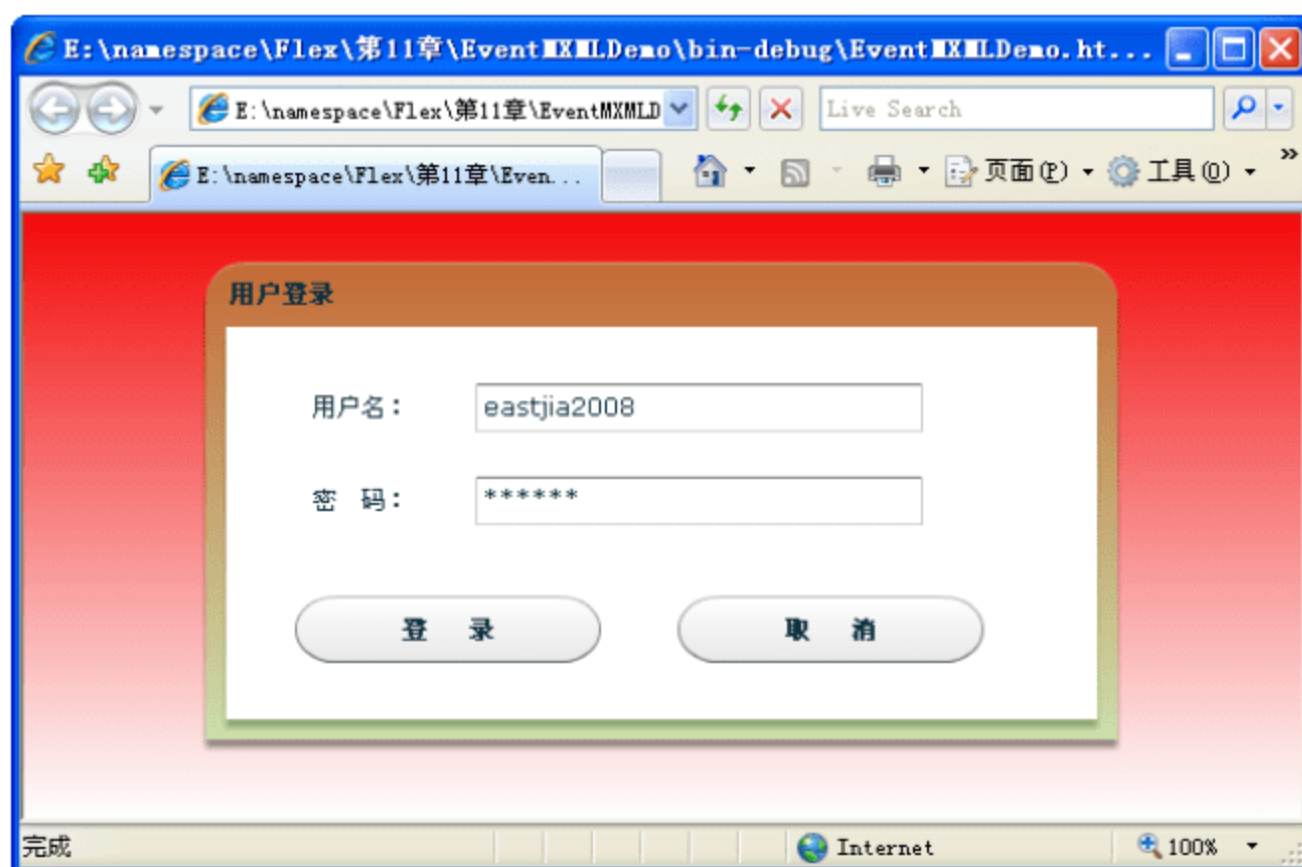 E:\namespace\Flex\第11章\EventMXMLDemo\bin-debug\EventMXMLDemo.ht...
E:\namespace\Flex\第11章\EventMXMLD
Live Search
E:\namespace\Flex\第11章\Even...
页面(P)
工具(O)
»
用户登录
用户名：
eastjia2008
密 码：
******
登 录
取 消
完成
Internet
100%